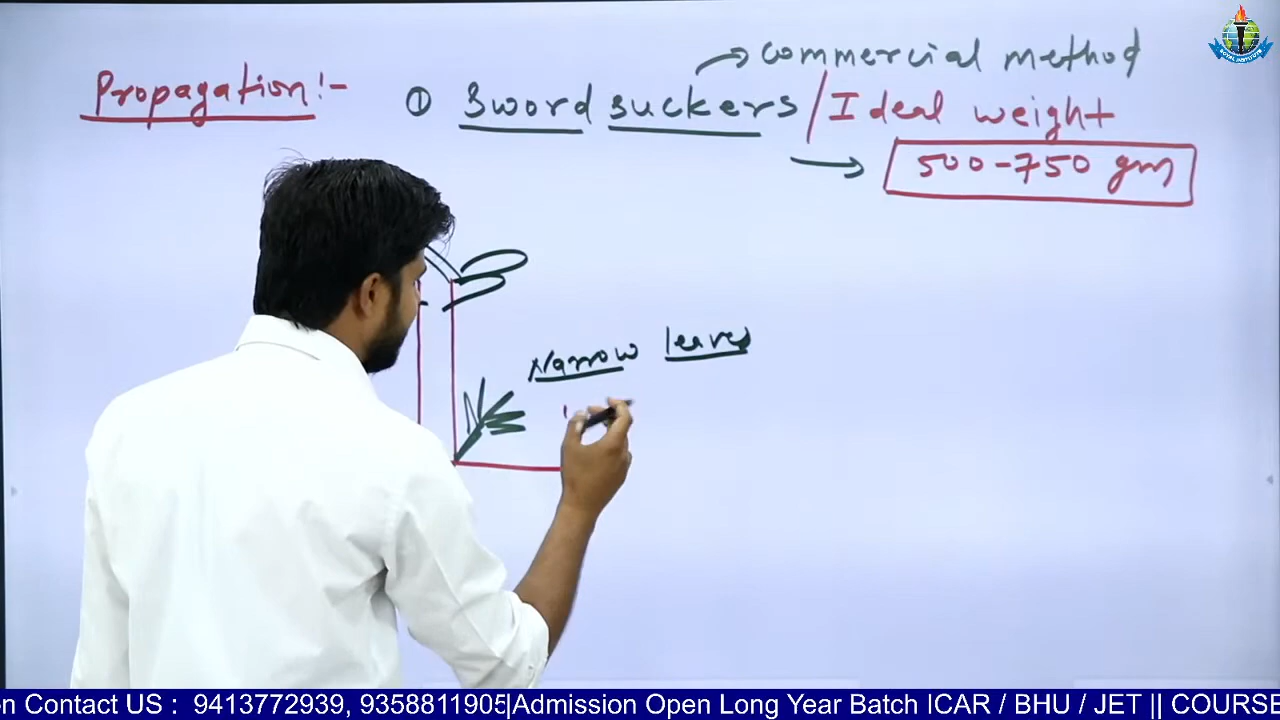 commercial method
Propagation:- ① Sword suckers / Ideal weight
500-750 gm
Narrow leaves
n Contact US : 9413772939, 9358811905|Admission Open Long Year Batch ICAR / BHU / JET || COURSE